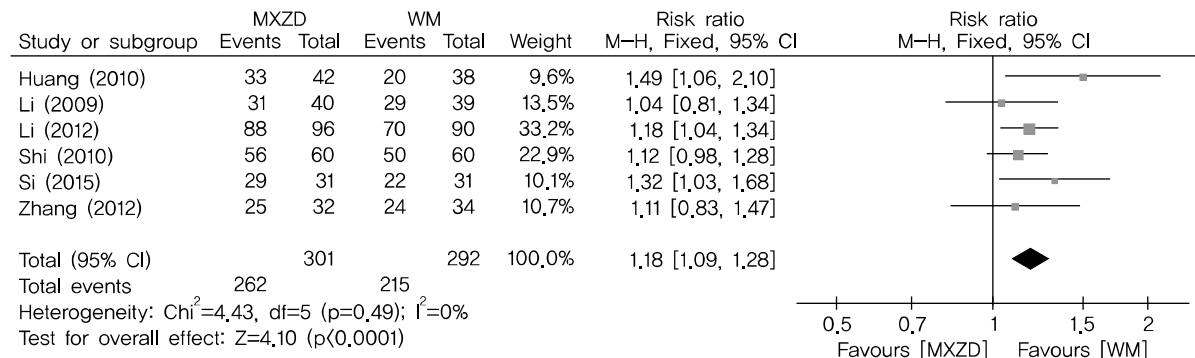 MXZD WM Risk ratio Risk ratio
Study or subgroup Events Total Events Total Weight M-H, Fixed, 95% CI M-H, Fixed, 95% CI
Huang (2010) 33 42 20 38 9.6% 1.49 [1.06, 2.10]
Li (2009) 31 40 29 39 13.5% 1.04 [0.81, 1.34]
Li (2012) 88 96 70 90 33.2% 1.18 [1.04, 1.34]
Shi (2010) 56 60 50 60 22.9% 1.12 [0.98, 1.28]
Si (2015) 29 31 22 31 10.1% 1.32 [1.03, 1.68]
Zhang (2012) 25 32 24 34 10.7% 1.11 [0.83, 1.47]
Total (95% CI) 301 292 100.0% 1.18 [1.09, 1.28]
Total events 262 215
Heterogeneity: Chi²=4.43, df=5 (p=0.49); I²=0%
Test for overall effect: Z=4.10 (p<0.0001)
0.5 0.7 1 1.5 2
Favours [MXZD] Favours [WM]